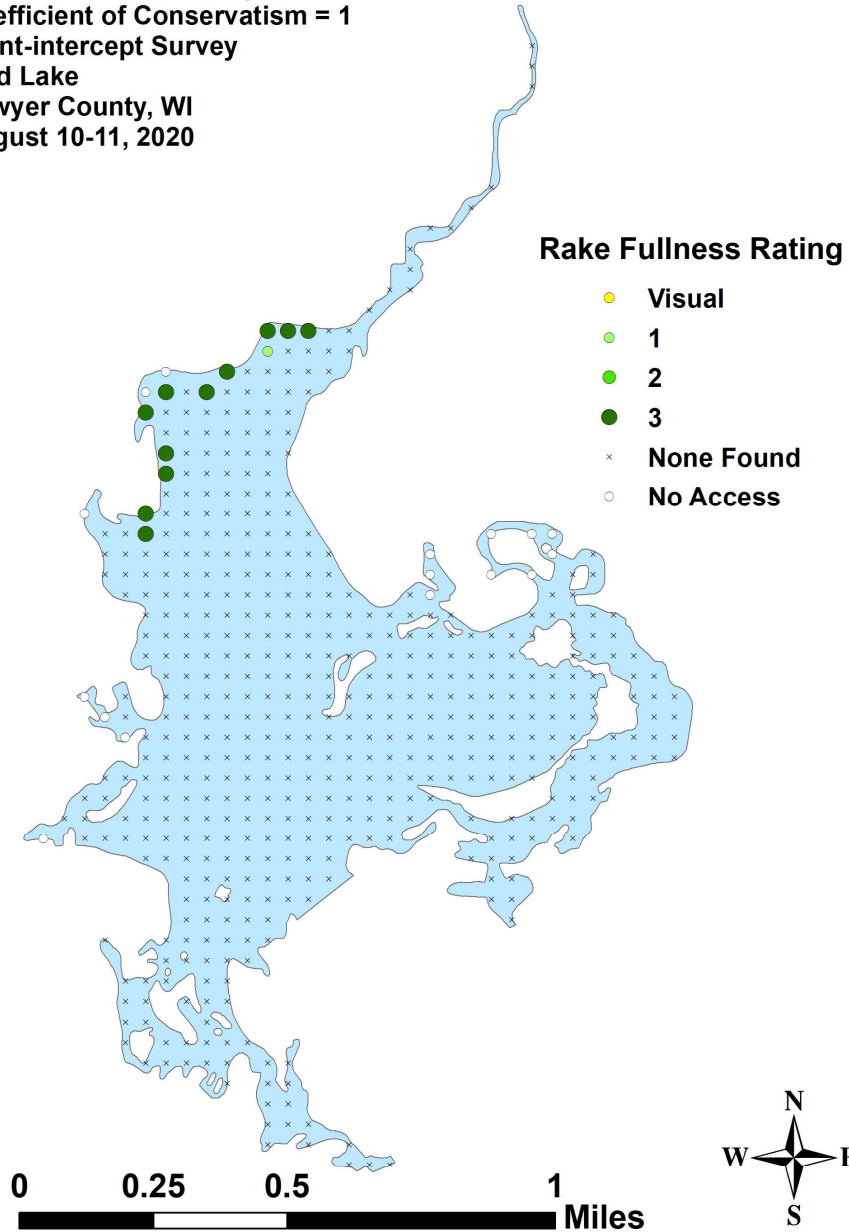 efficient of Conservatism = 1
nt-intercept Survey
d Lake
wyer County, WI
gust 10-11, 2020
Rake Fullness Rating
Visual
1
2
3
None Found
No Access
N
W
S
0 0.25 0.5 1
Miles